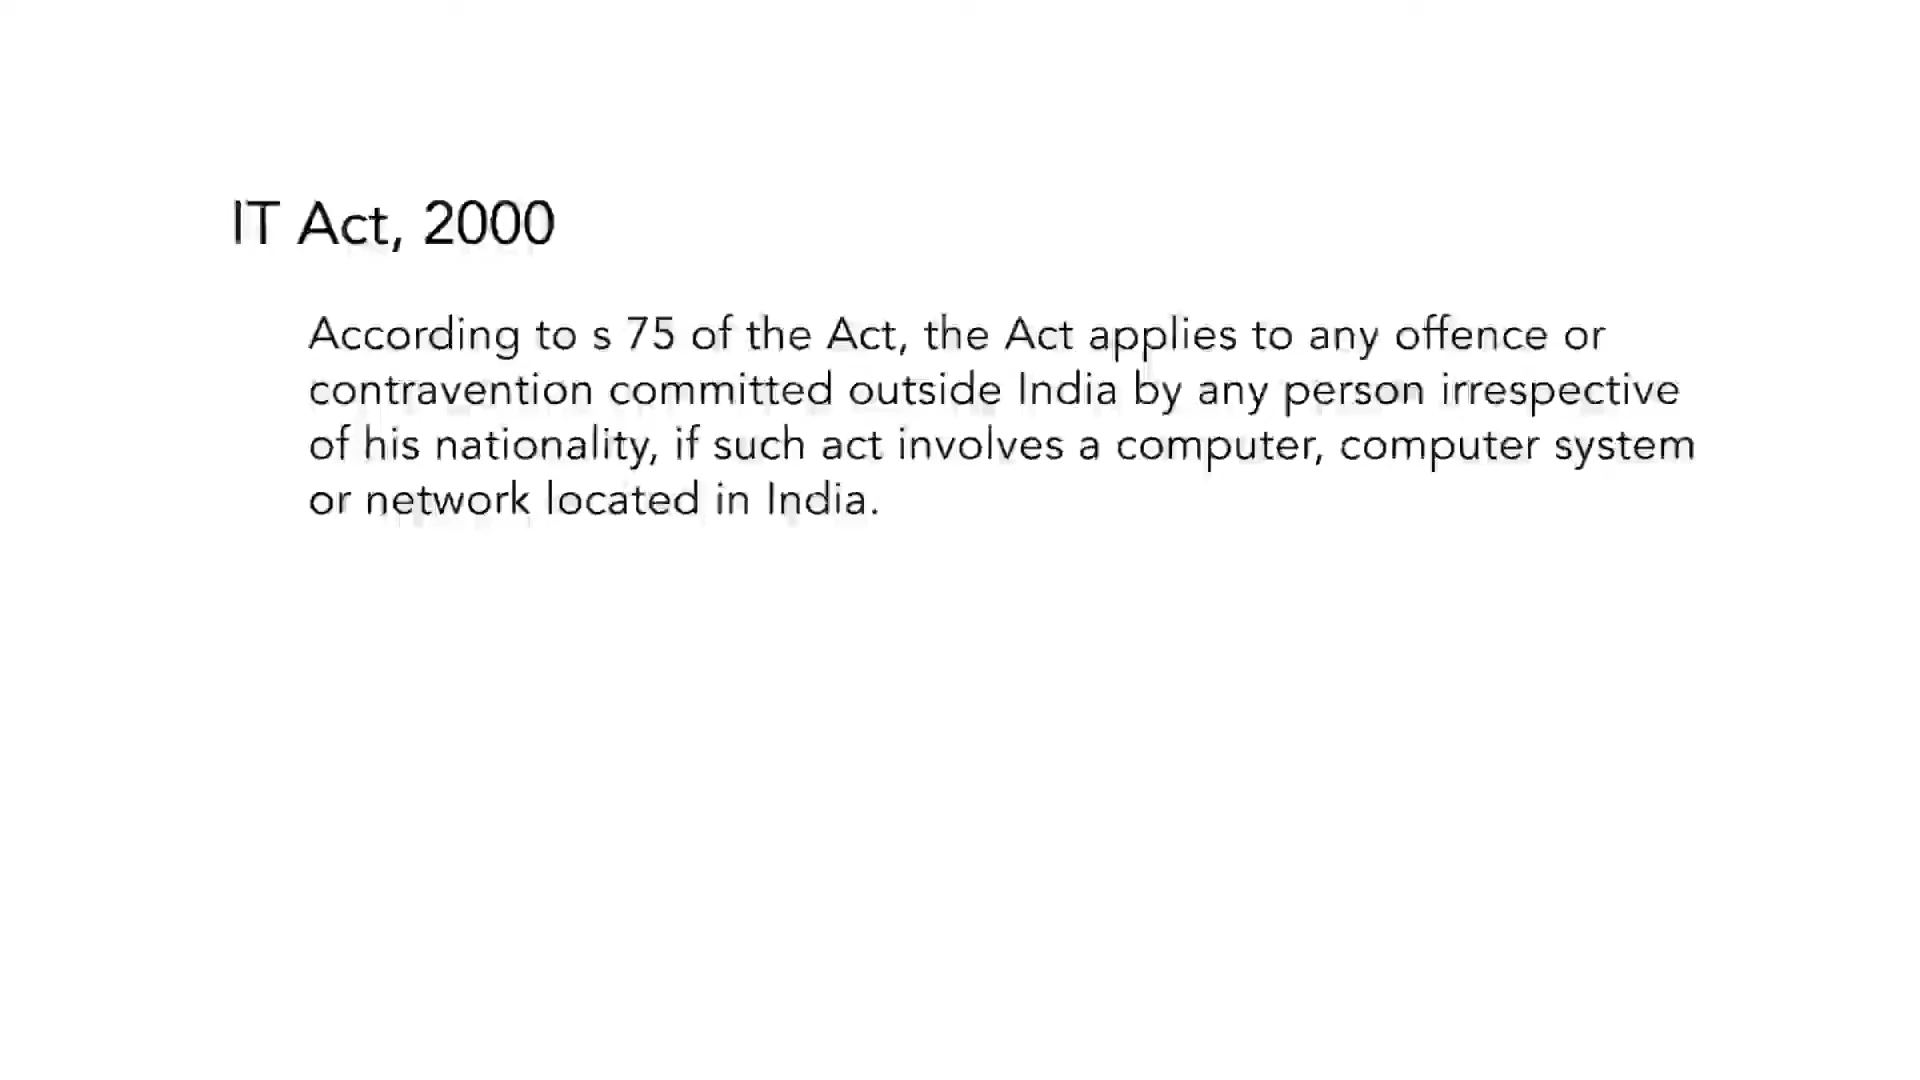 IT Act, 2000
According to s 75 of the Act, the Act applies to any offence or
contravention committed outside India by any person irrespective
of his nationality, if such act involves a computer, computer system
or network located in India.